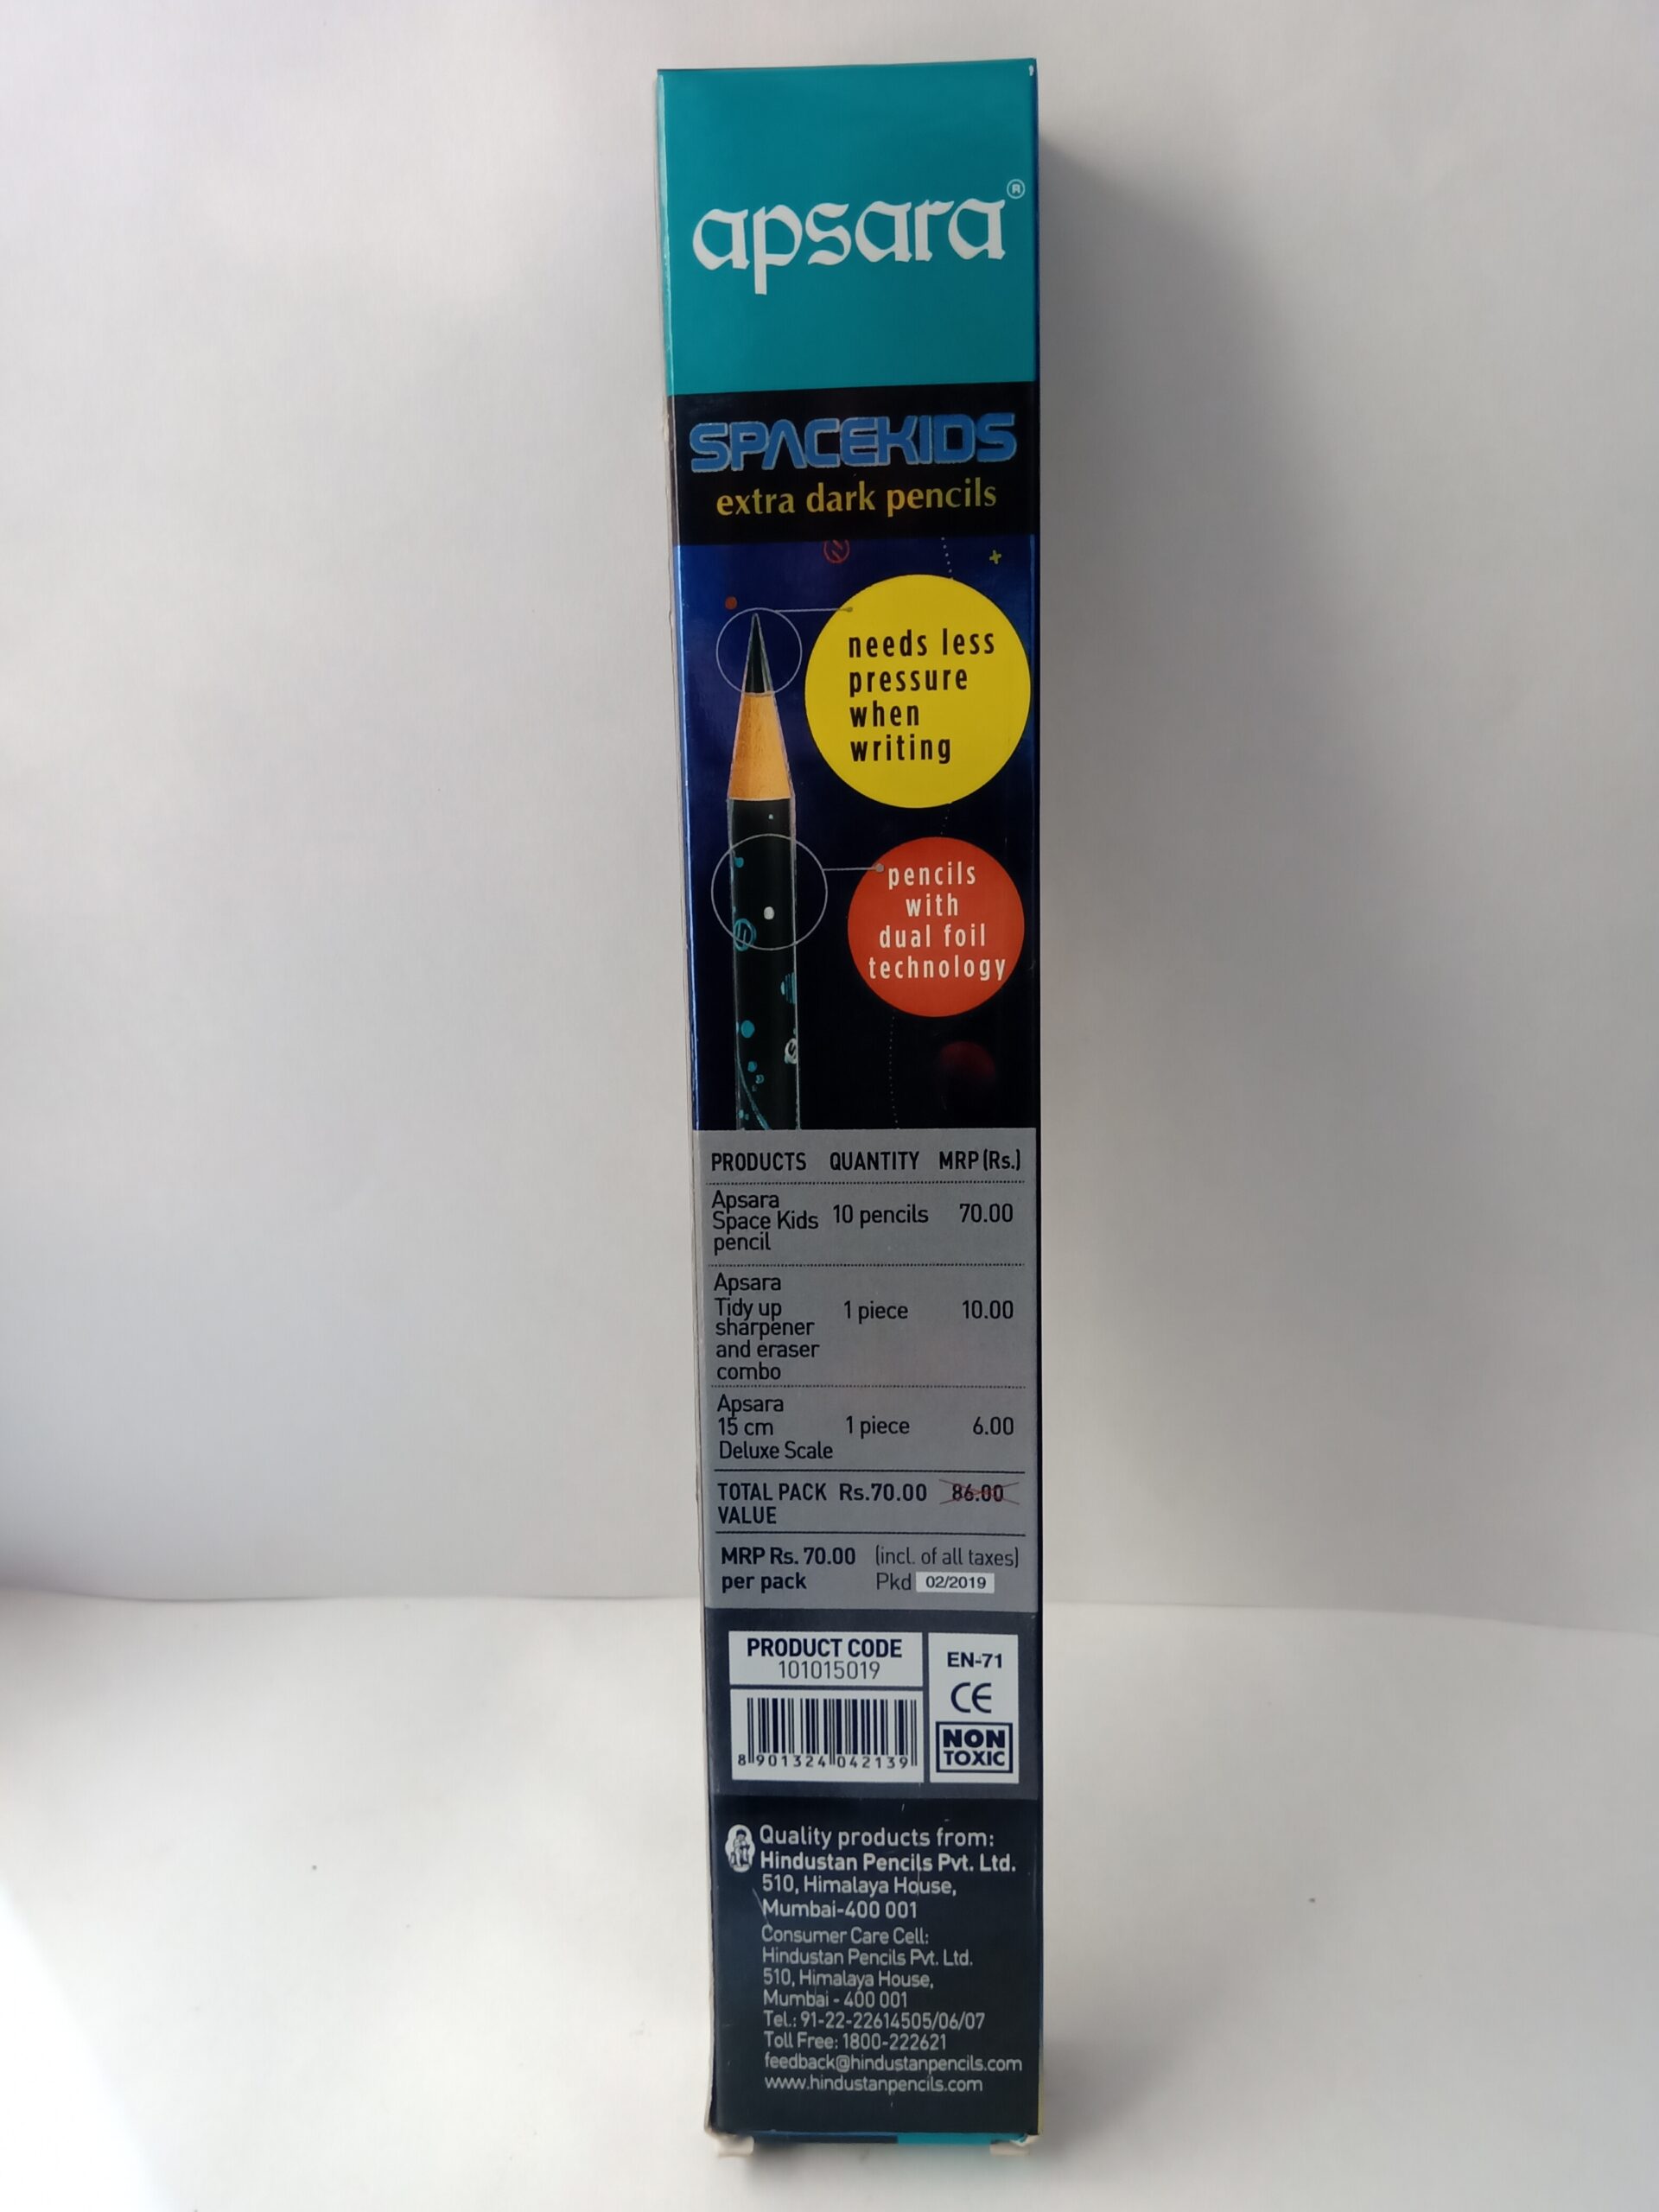 apsara®
SPACEKIDS
extra dark pencils
needs less
pressure
when
writing
pencils
with
dual foil
technology
PRODUCTS QUANTITY MRP (Rs.)
Apsara
Space Kids 10 pencils 70.00
pencil
Apsara
Tidy up 1 piece 10.00
sharpener
and eraser
combo
Apsara
15 cm 1 piece 6.00
Deluxe Scale
TOTAL PACK Rs.70.00 86.00
VALUE
MRP Rs. 70.00 (incl. of all taxes)
per pack Pkd 02/2019
PRODUCT CODE
101015019
8 901324 042139
EN-71
CE
NON
TOXIC
Quality products from:
Hindustan Pencils Pvt. Ltd.
510, Himalaya House,
Mumbai-400 001
Consumer Care Cell:
Hindustan Pencils Pvt. Ltd.
510, Himalaya House,
Mumbai - 400 001
Tel.: 91-22-22614505/06/07
Toll Free: 1800-222621
feedback@hindustanpencils.com
www.hindustanpencils.com